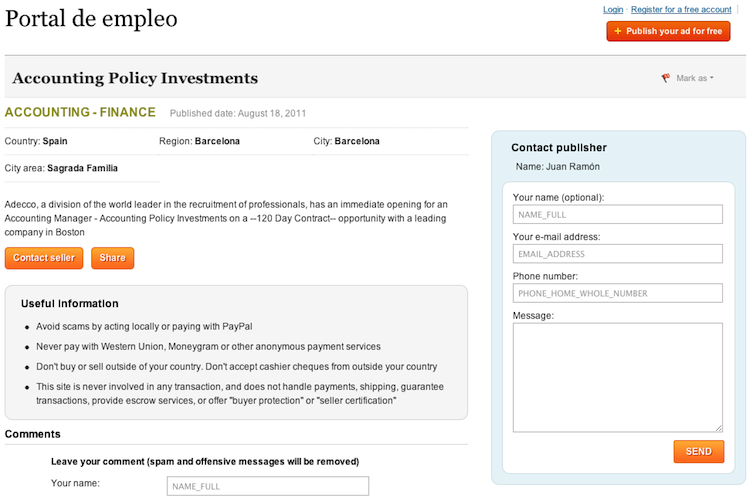 Portal de empleo
Login · Register for a free account
+ Publish your ad for free
Accounting Policy Investments
Mark as
ACCOUNTING - FINANCE Published date: August 18, 2011
Country: Spain Region: Barcelona City: Barcelona
City area: Sagrada Familia
Adecco, a division of the world leader in the recruitment of professionals, has an immediate opening for an
Accounting Manager - Accounting Policy Investments on a --120 Day Contract-- opportunity with a leading
company in Boston
Contact seller Share
Useful information
• Avoid scams by acting locally or paying with PayPal
• Never pay with Western Union, Moneygram or other anonymous payment services
• Don't buy or sell outside of your country. Don't accept cashier cheques from outside your country
• This site is never involved in any transaction, and does not handle payments, shipping, guarantee
transactions, provide escrow services, or offer "buyer protection" or "seller certification"
Comments
Leave your comment (spam and offensive messages will be removed)
Your name: NAME_FULL
Contact publisher
Name: Juan Ramón
Your name (optional):
NAME_FULL
Your e-mail address:
EMAIL_ADDRESS
Phone number:
PHONE_HOME_WHOLE_NUMBER
Message:
SEND